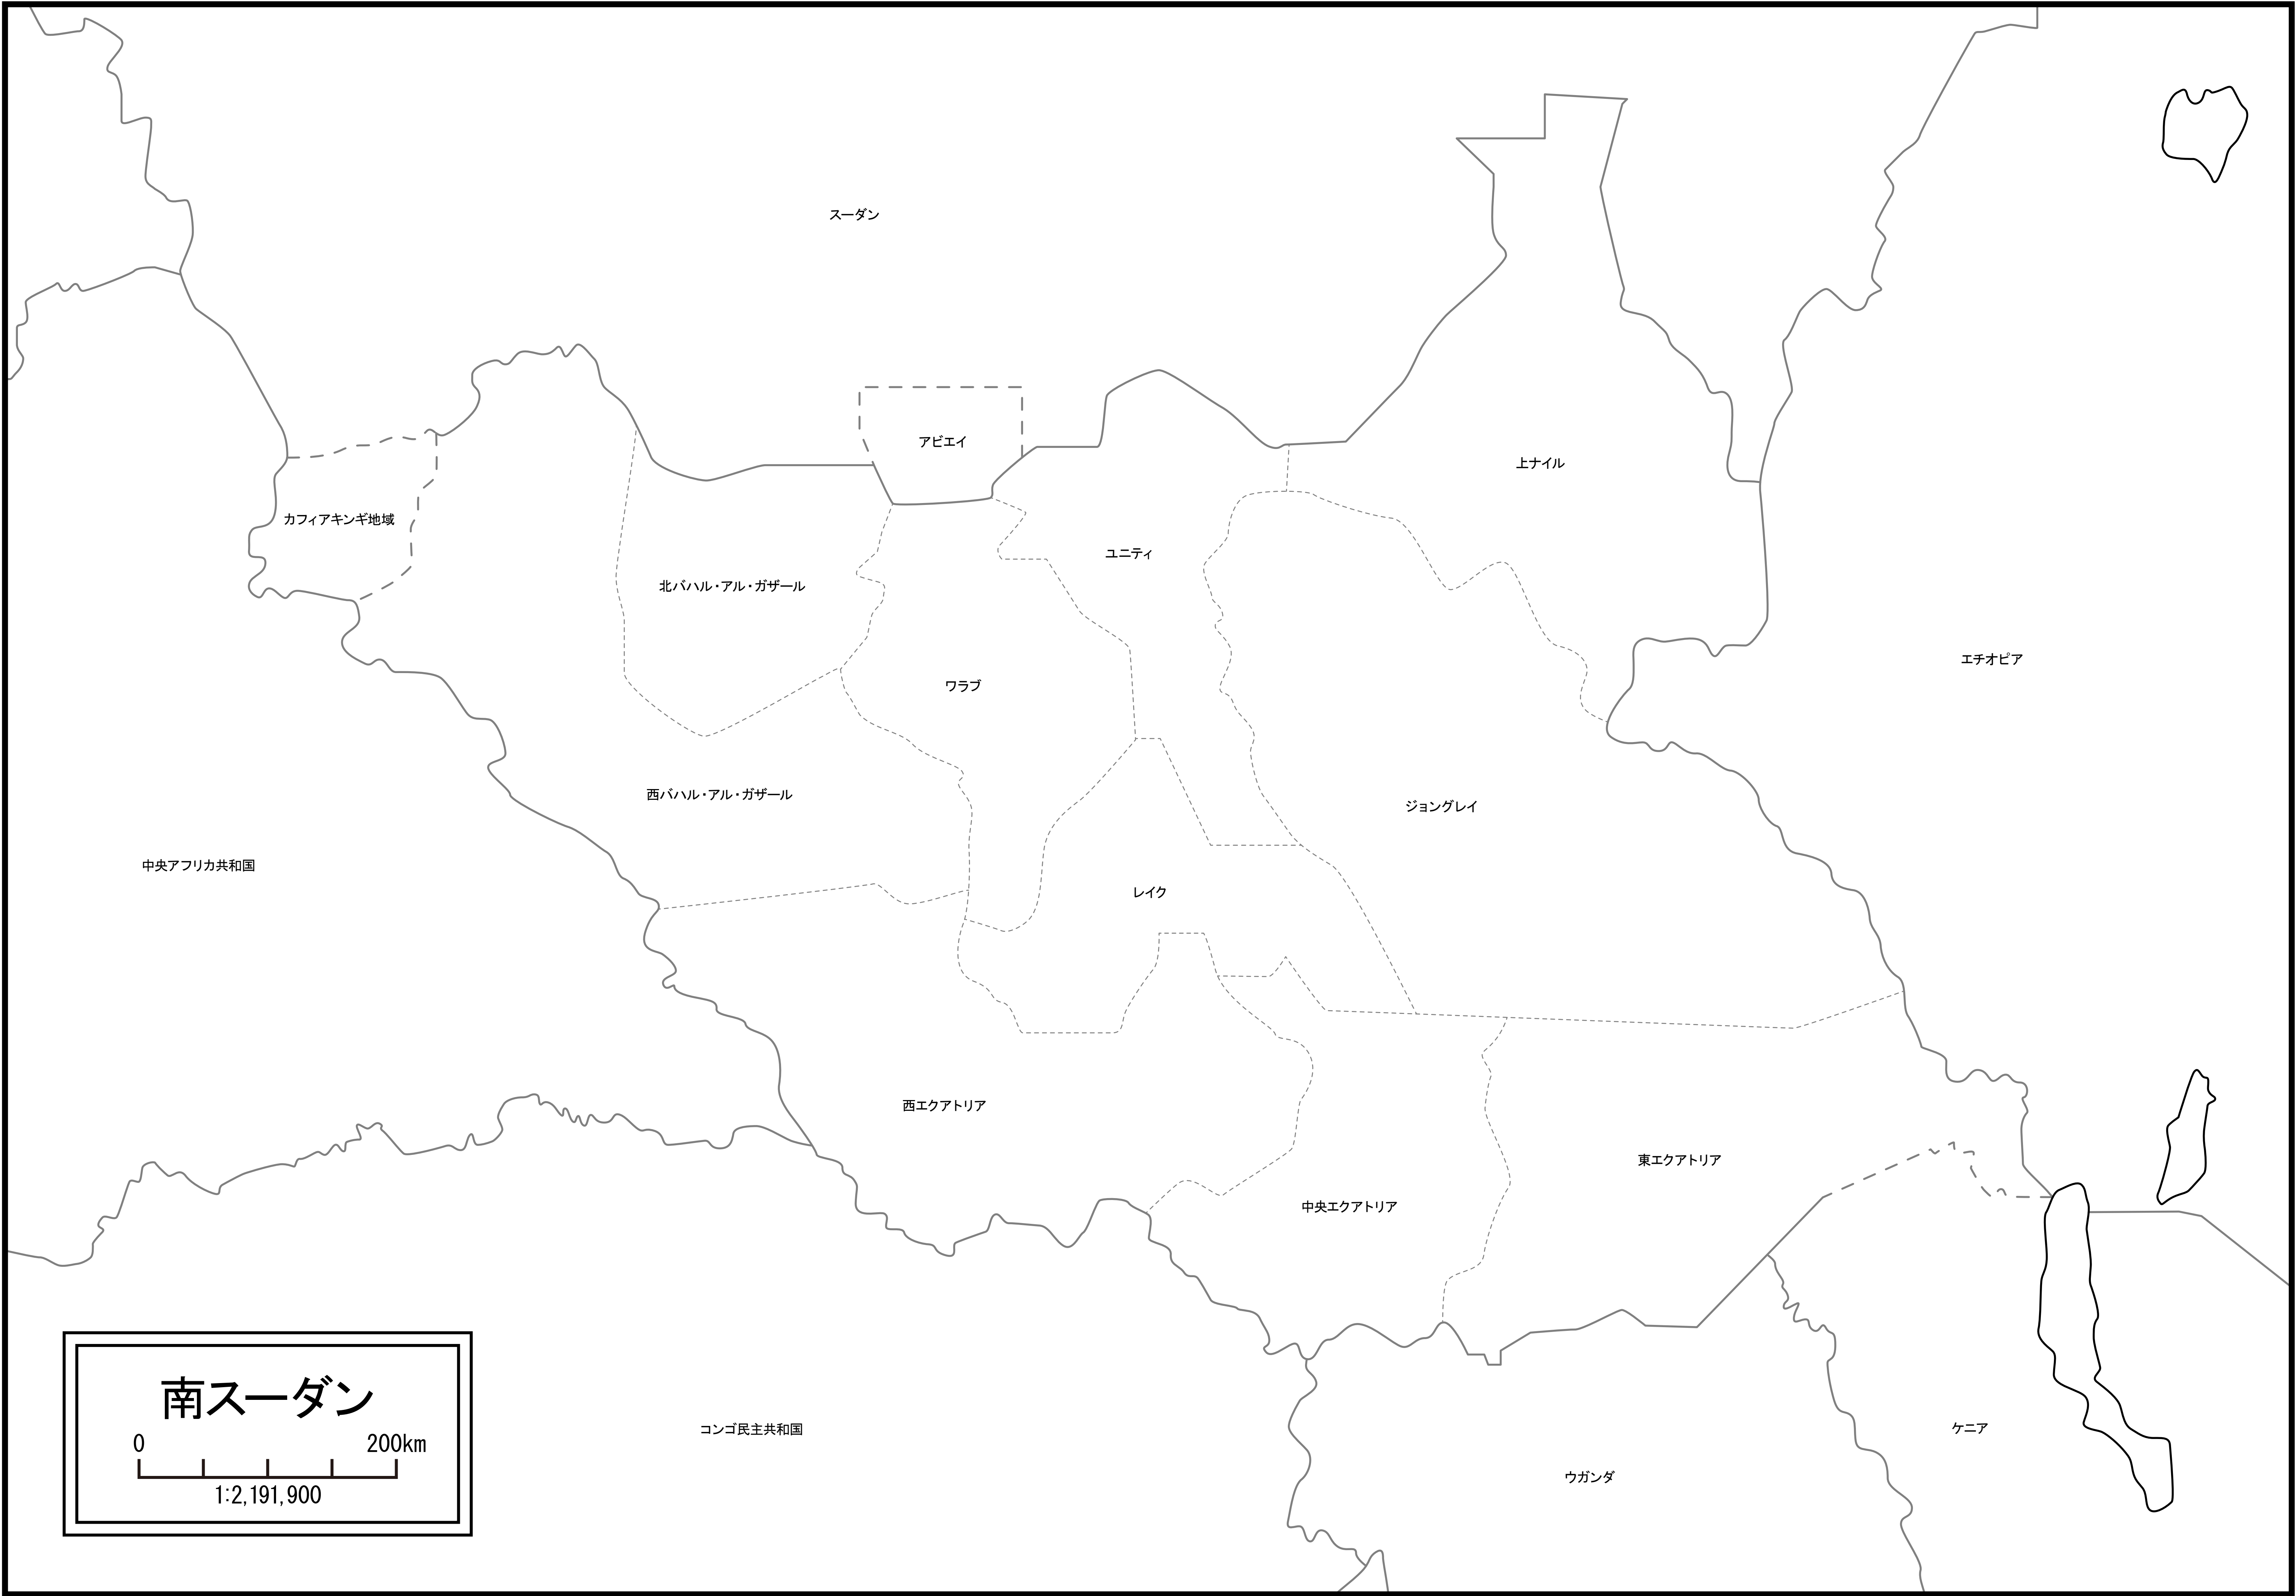 スーダン
アビエイ
上ナイル
カフィアキンギ地域
ユニティ
北バハル・アル・ガザール
エチオピア
ワラブ
西バハル・アル・ガザール
ジョングレイ
中央アフリカ共和国
レイク
西エクアトリア
東エクアトリア
中央エクアトリア
コンゴ民主共和国
ケニア
ウガンダ
南スーダン
0 200km
1:2,191,900